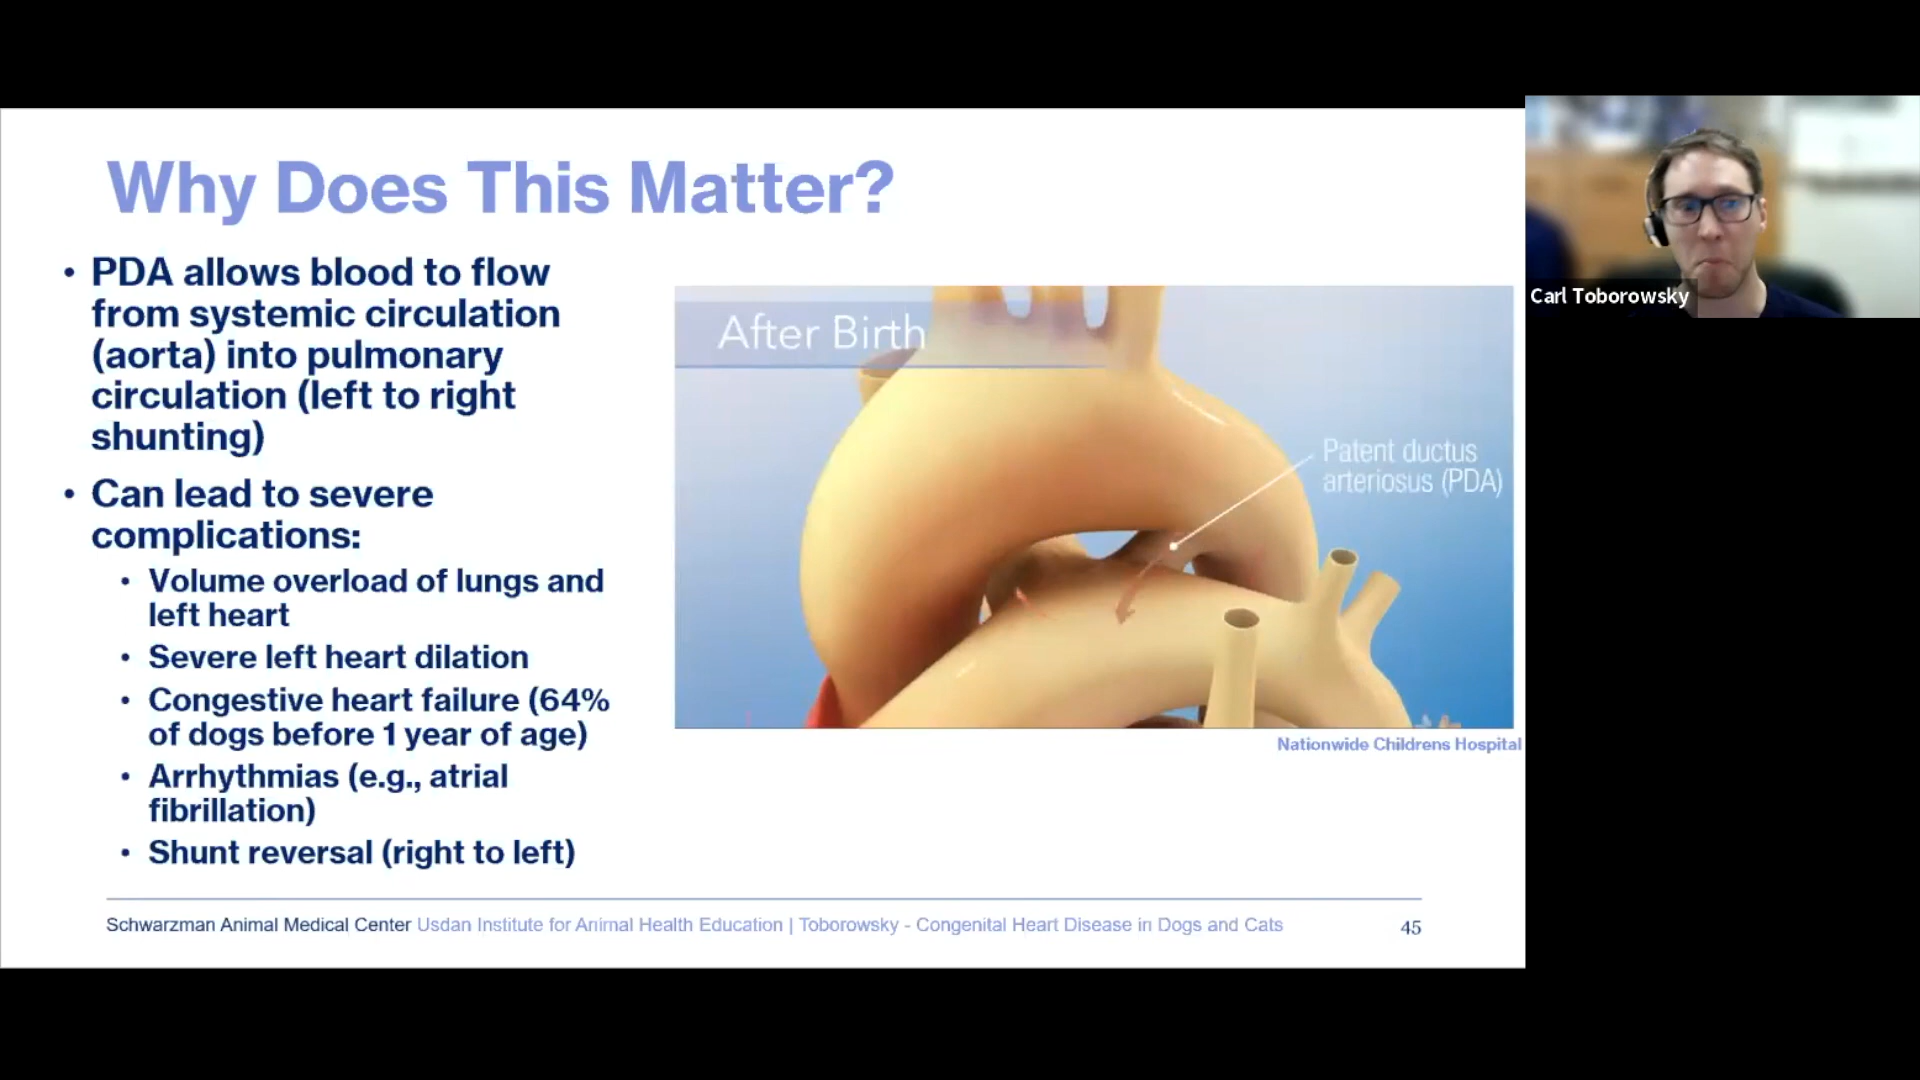 Why Does This Matter?
• PDA allows blood to flow
from systemic circulation
(aorta) into pulmonary
circulation (left to right
shunting)
• Can lead to severe
complications:
• Volume overload of lungs and
left heart
• Severe left heart dilation
• Congestive heart failure (64%
of dogs before 1 year of age)
• Arrhythmias (e.g., atrial
fibrillation)
• Shunt reversal (right to left)
After Birth
Patent ductus
arteriosus (PDA)
Nationwide Childrens Hospital
Schwarzman Animal Medical Center Usdan Institute for Animal Health Education | Toborowsky - Congenital Heart Disease in Dogs and Cats
45
Carl Toborowsky